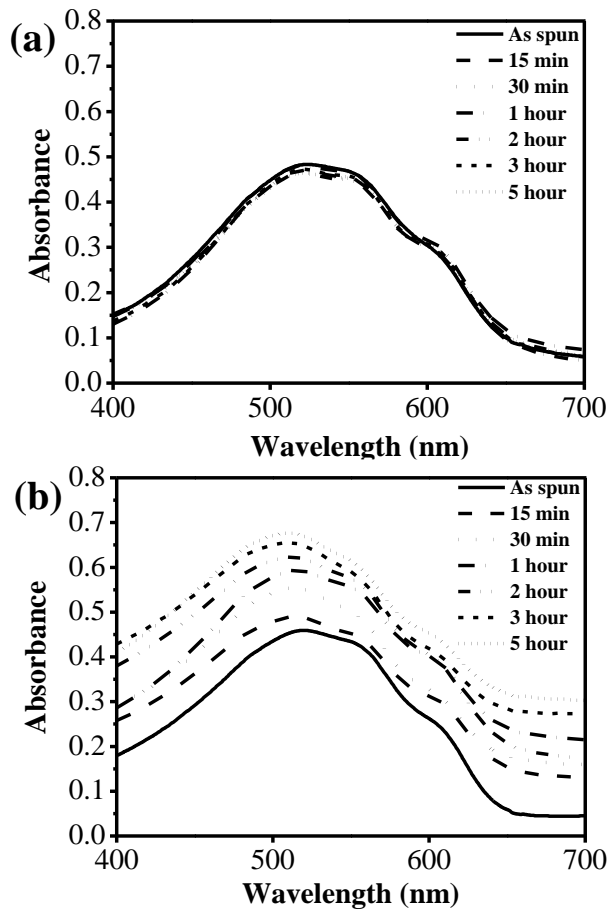 (a)
As spun
15 min
30 min
1 hour
2 hour
3 hour
5 hour
0.8
0.7
0.6
0.5
0.4
0.3
0.2
0.1
0.0
Absorbance
400 500 600 700
Wavelength (nm)
(b)
As spun
15 min
30 min
1 hour
2 hour
3 hour
5 hour
0.8
0.7
0.6
0.5
0.4
0.3
0.2
0.1
0.0
Absorbance
400 500 600 700
Wavelength (nm)